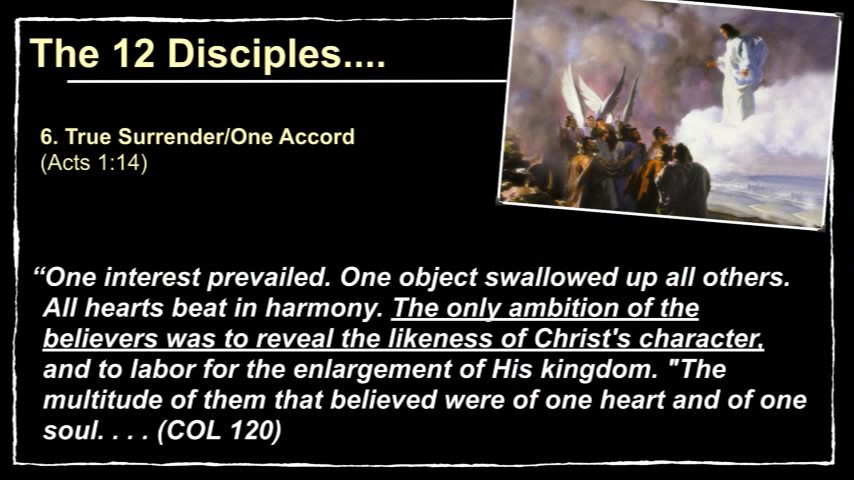 The 12 Disciples....
6. True Surrender/One Accord
(Acts 1:14)
“One interest prevailed. One object swallowed up all others.
All hearts beat in harmony. The only ambition of the
believers was to reveal the likeness of Christ's character,
and to labor for the enlargement of His kingdom. "The
multitude of them that believed were of one heart and of one
soul. . . . (COL 120)